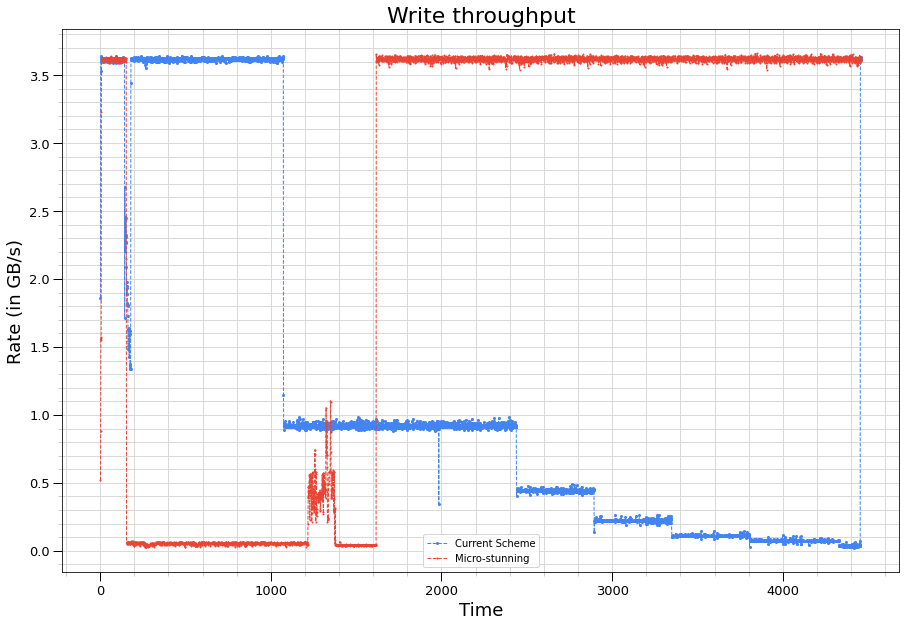 Write throughput
Rate (in GB/s)
3.5
3.0
2.5
2.0
1.5
1.0
0.5
0.0
Current Scheme
Micro-stunning
0 1000 2000 3000 4000
Time